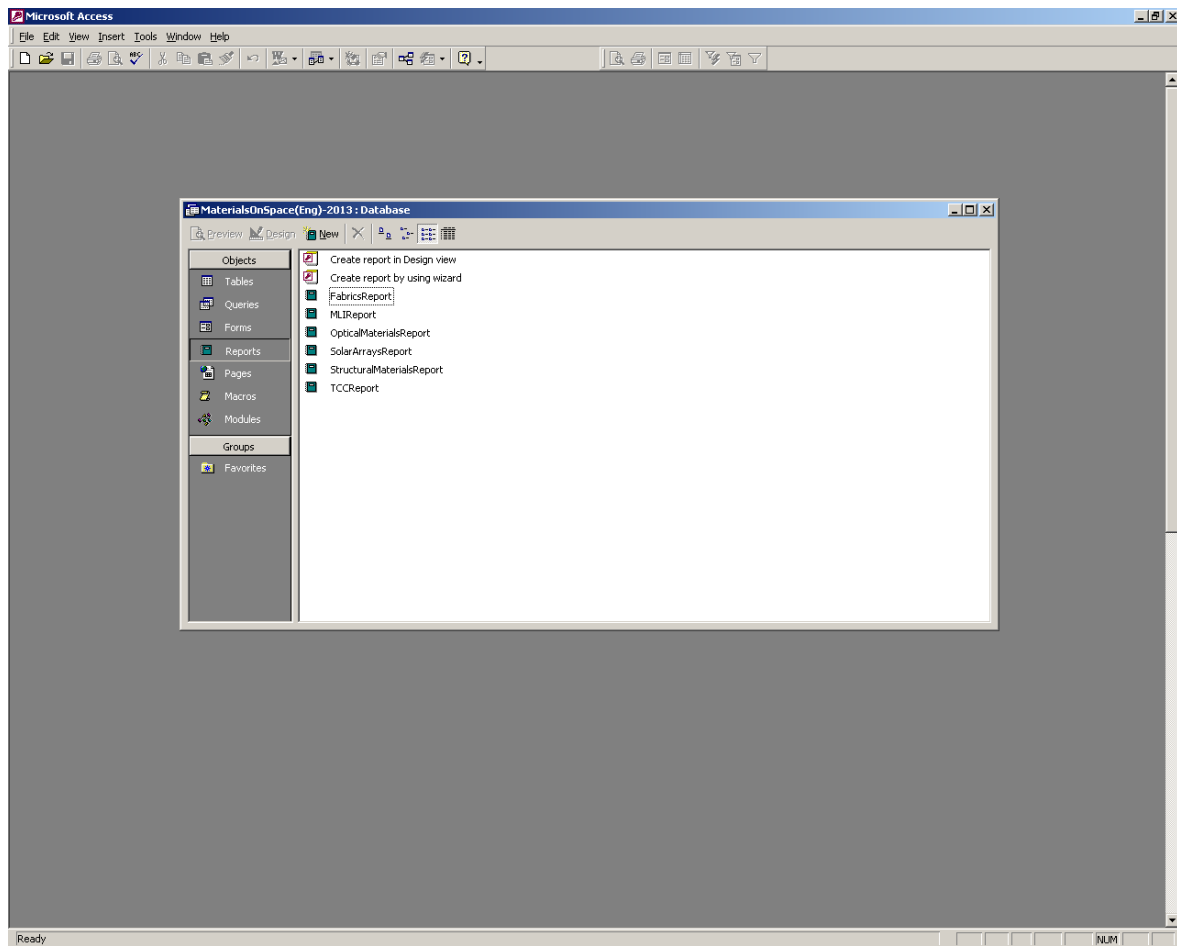 Microsoft Access
File Edit View Insert Tools Window Help
MaterialsOnSpace(Eng)-2013 : Database
Preview Design New
Objects
Tables
Queries
Forms
Reports
Pages
Macros
Modules
Groups
Favorites
Create report in Design view
Create report by using wizard
FabricsReport
MLIReport
OpticalMaterialsReport
SolarArraysReport
StructuralMaterialsReport
TCCReport
Ready
NUM